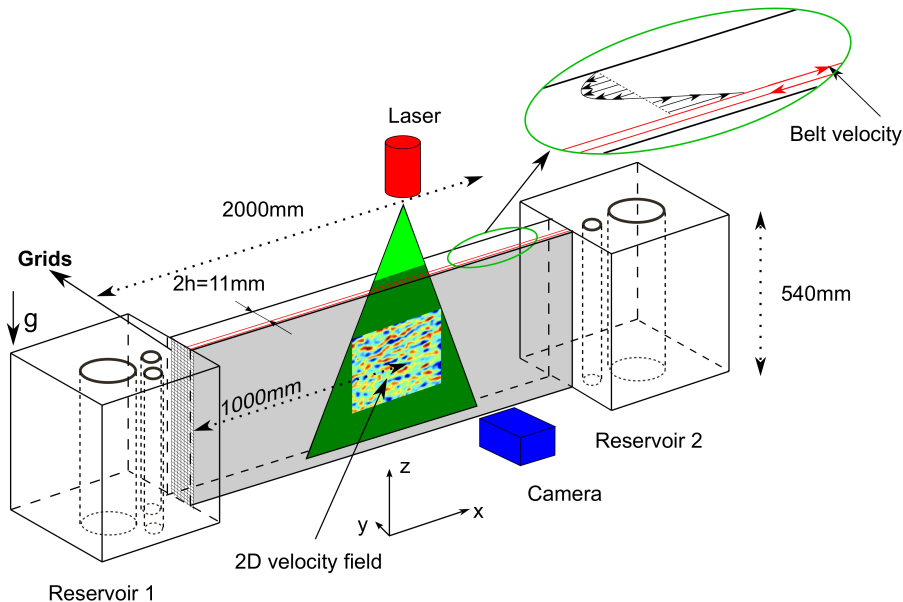 Laser
Belt velocity
2000mm
Grids
2h=11mm
g
540mm
1000mm
Reservoir 2
z
Camera
y
x
2D velocity field
Reservoir 1